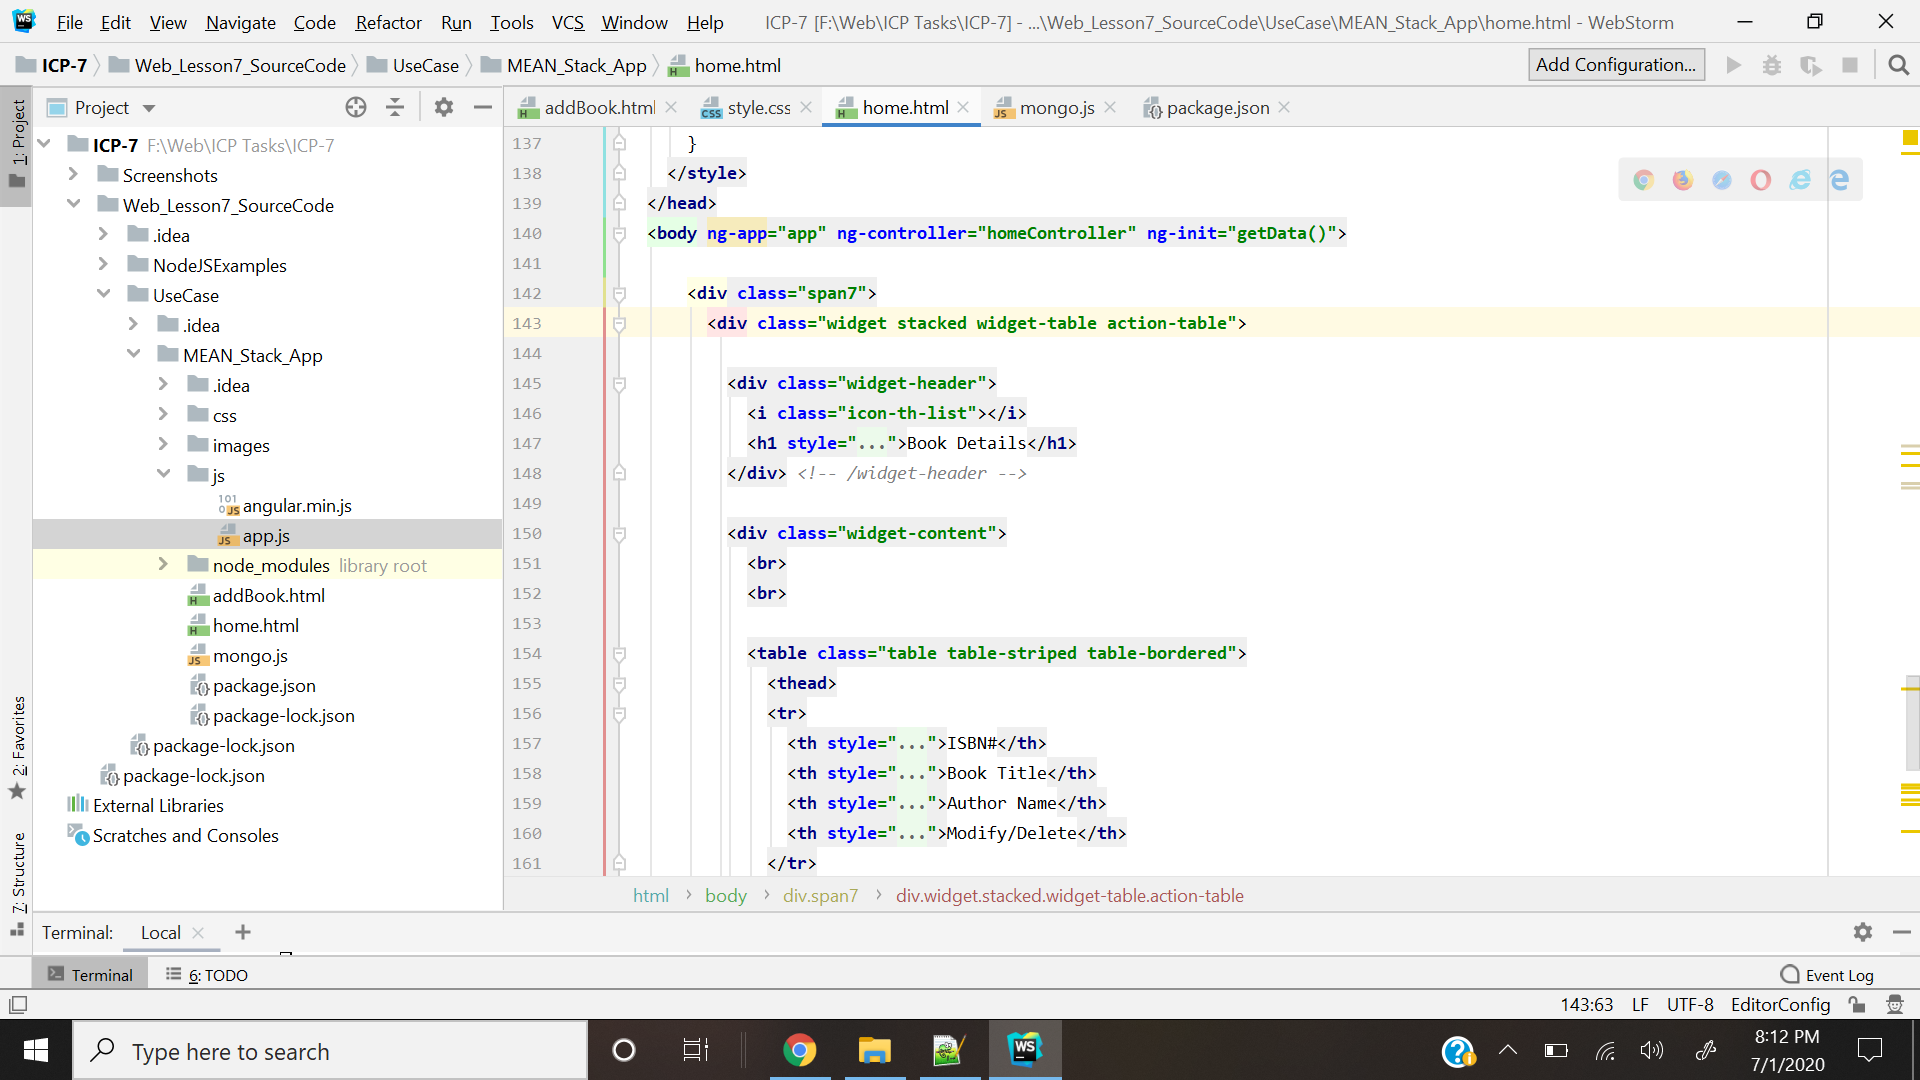 File Edit View Navigate Code Refactor Run Tools VCS Window Help ICP-7 [F:\Web\ICP Tasks\ICP-7] - ...\Web_Lesson7_SourceCode\UseCase\MEAN_Stack_App\home.html - WebStorm
ICP-7 Web_Lesson7_SourceCode UseCase MEAN_Stack_App home.html Add Configuration...
1: Project
2: Favorites
7: Structure
Project
ICP-7 F:\Web\ICP Tasks\ICP-7
Screenshots
Web_Lesson7_SourceCode
.idea
NodeJSExamples
UseCase
.idea
MEAN_Stack_App
.idea
css
images
js
angular.min.js
app.js
node_modules library root
addBook.html
home.html
mongo.js
package.json
package-lock.json
package-lock.json
package-lock.json
External Libraries
Scratches and Consoles
addBook.html style.css home.html mongo.js package.json
137 }
138 </style>
139 </head>
140 <body ng-app="app" ng-controller="homeController" ng-init="getData()">
141
142 <div class="span7">
143 <div class="widget stacked widget-table action-table">
144
145 <div class="widget-header">
146 <i class="icon-th-list"></i>
147 <h1 style="...">Book Details</h1>
148 </div> <!-- /widget-header -->
149
150 <div class="widget-content">
151 <br>
152 <br>
153
154 <table class="table table-striped table-bordered">
155 <thead>
156 <tr>
157 <th style="...">ISBN#</th>
158 <th style="...">Book Title</th>
159 <th style="...">Author Name</th>
160 <th style="...">Modify/Delete</th>
161 </tr>
html body div.span7 div.widget.stacked.widget-table.action-table
Terminal: Local
Terminal 6: TODO Event Log
143:63 LF UTF-8 EditorConfig
Type here to search
WS
8:12 PM
7/1/2020